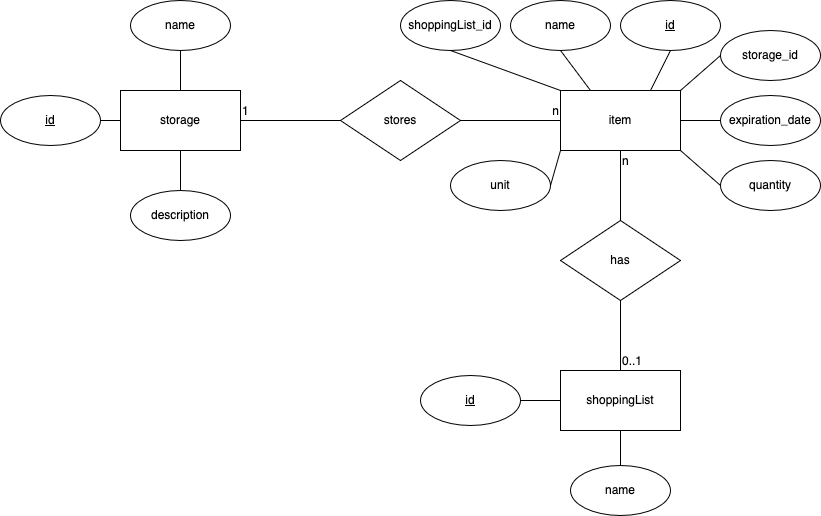 name
shoppingList_id
name
id
storage_id
id
storage
1
stores
n
item
expiration_date
n
unit
quantity
description
has
0..1
id
shoppingList
name